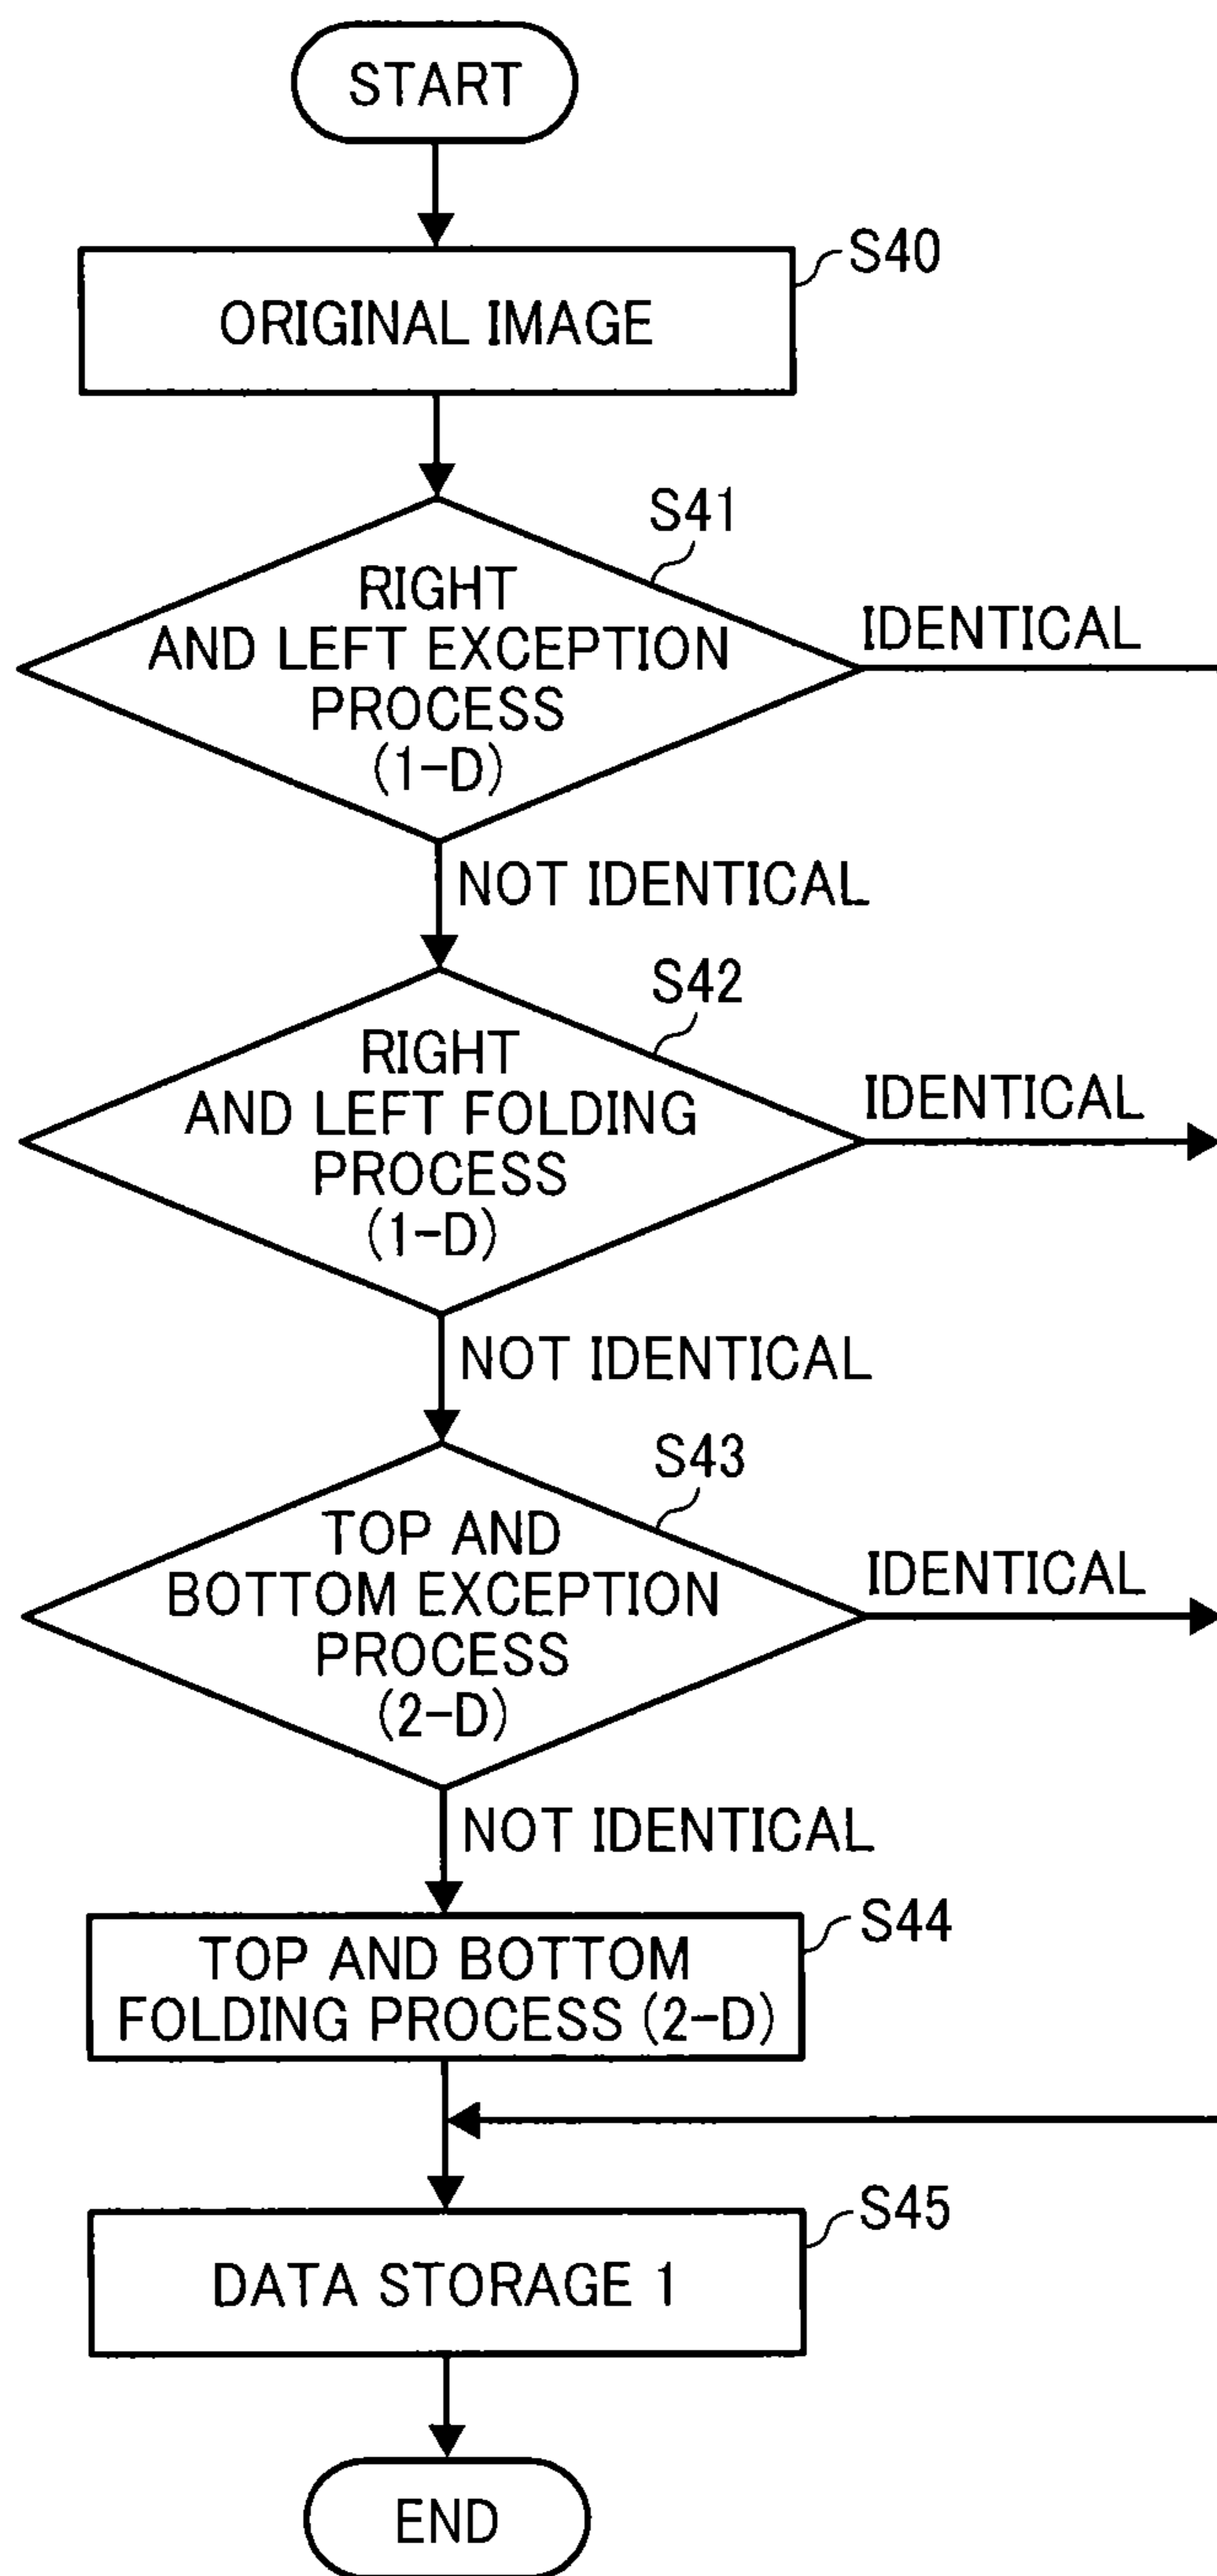 START
S40
ORIGINAL IMAGE
S41
RIGHT
AND LEFT EXCEPTION
PROCESS
(1-D)
IDENTICAL
NOT IDENTICAL
S42
RIGHT
AND LEFT FOLDING
PROCESS
(1-D)
IDENTICAL
NOT IDENTICAL
S43
TOP AND
BOTTOM EXCEPTION
PROCESS
(2-D)
IDENTICAL
NOT IDENTICAL
S44
TOP AND BOTTOM
FOLDING PROCESS (2-D)
S45
DATA STORAGE 1
END